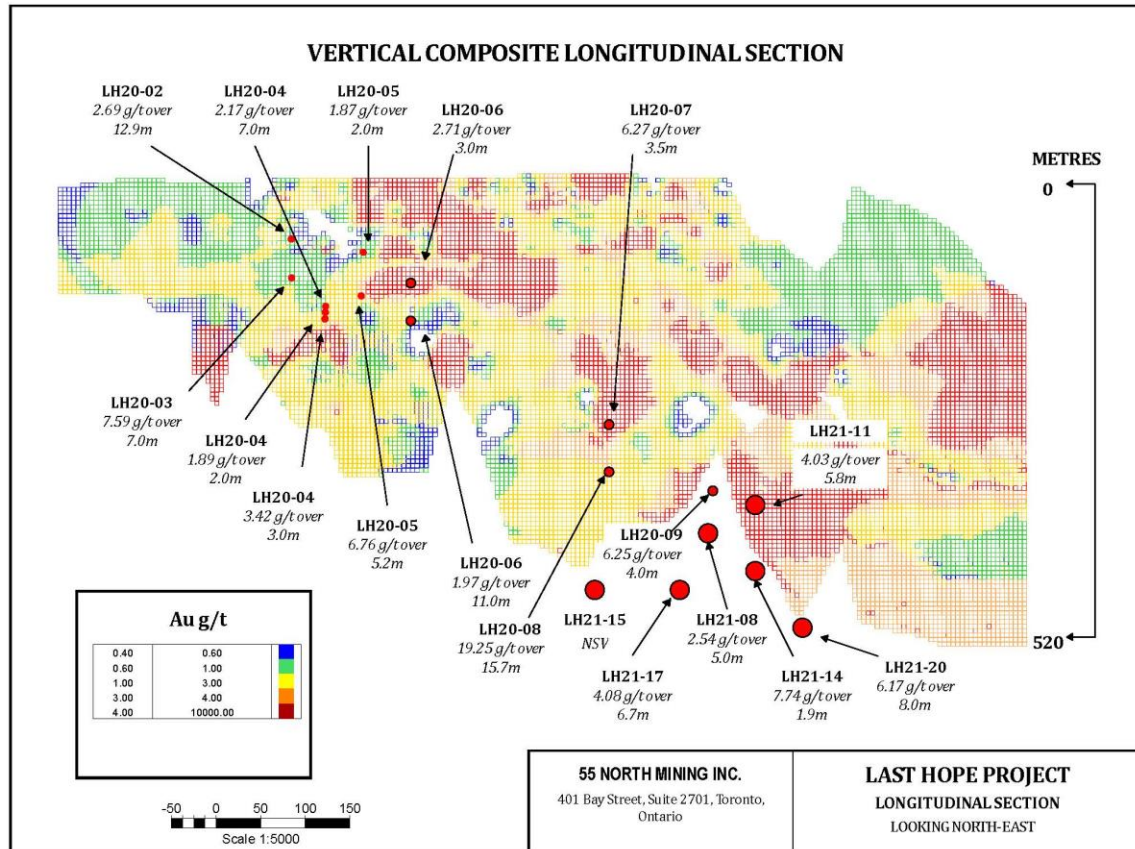 VERTICAL COMPOSITE LONGITUDINAL SECTION
LH20-02
2.69 g/t over
12.9m
LH20-04
2.17 g/t over
7.0m
LH20-05
1.87 g/t over
2.0m
LH20-06
2.71 g/t over
3.0m
LH20-07
6.27 g/t over
3.5m
METRES
0
LH20-03
7.59 g/t over
7.0m
LH20-04
1.89 g/t over
2.0m
LH20-04
3.42 g/t over
3.0m
LH20-05
6.76 g/t over
5.2m
LH20-06
1.97 g/t over
11.0m
LH20-08
19.25 g/t over
15.7m
LH21-11
4.03 g/t over
5.8m
LH20-09
6.25 g/t over
4.0m
LH21-15
NSV
LH21-17
4.08 g/t over
6.7m
LH21-08
2.54 g/t over
5.0m
LH21-14
7.74 g/t over
1.9m
LH21-20
6.17 g/t over
8.0m
520
Au g/t
0.40 0.60
0.60 1.00
1.00 3.00
3.00 4.00
4.00 10000.00
-50 0 50 100 150
Scale 1:5000
55 NORTH MINING INC.
401 Bay Street, Suite 2701, Toronto,
Ontario
LAST HOPE PROJECT
LONGITUDINAL SECTION
LOOKING NORTH-EAST